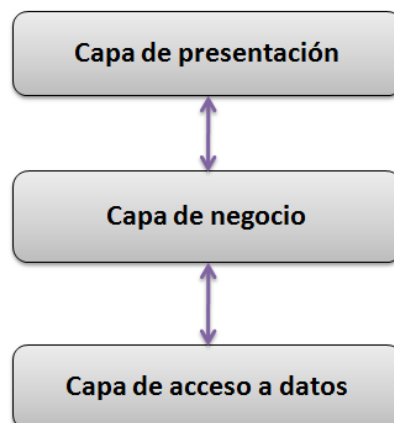 Capa de presentación
Capa de negocio
Capa de acceso a datos